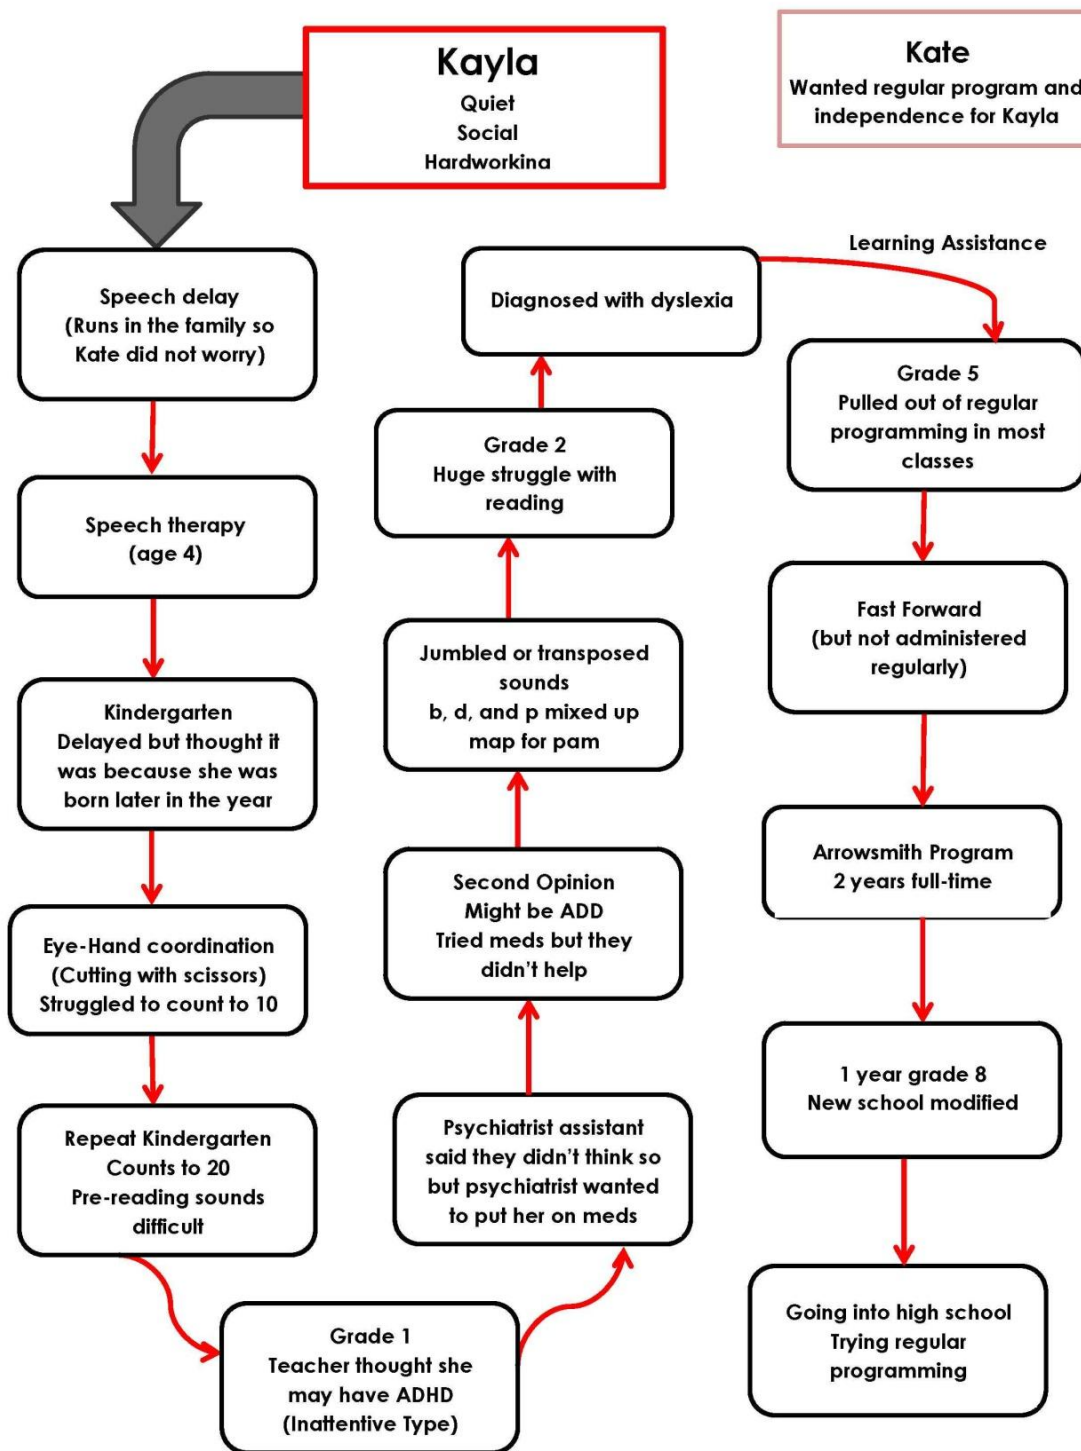 Kayla
Quiet
Social
Hardworkina
Kate
Wanted regular program and
independence for Kayla
Speech delay
(Runs in the family so
Kate did not worry)
Speech therapy
(age 4)
Kindergarten
Delayed but thought it
was because she was
born later in the year
Eye-Hand coordination
(Cutting with scissors)
Struggled to count to 10
Repeat Kindergarten
Counts to 20
Pre-reading sounds
difficult
Grade 1
Teacher thought she
may have ADHD
(Inattentive Type)
Psychiatrist assistant
said they didn't think so
but psychiatrist wanted
to put her on meds
Second Opinion
Might be ADD
Tried meds but they
didn't help
Jumbled or transposed
sounds
b, d, and p mixed up
map for pam
Grade 2
Huge struggle with
reading
Diagnosed with dyslexia
Learning Assistance
Grade 5
Pulled out of regular
programming in most
classes
Fast Forward
(but not administered
regularly)
Arrowsmith Program
2 years full-time
1 year grade 8
New school modified
Going into high school
Trying regular
programming